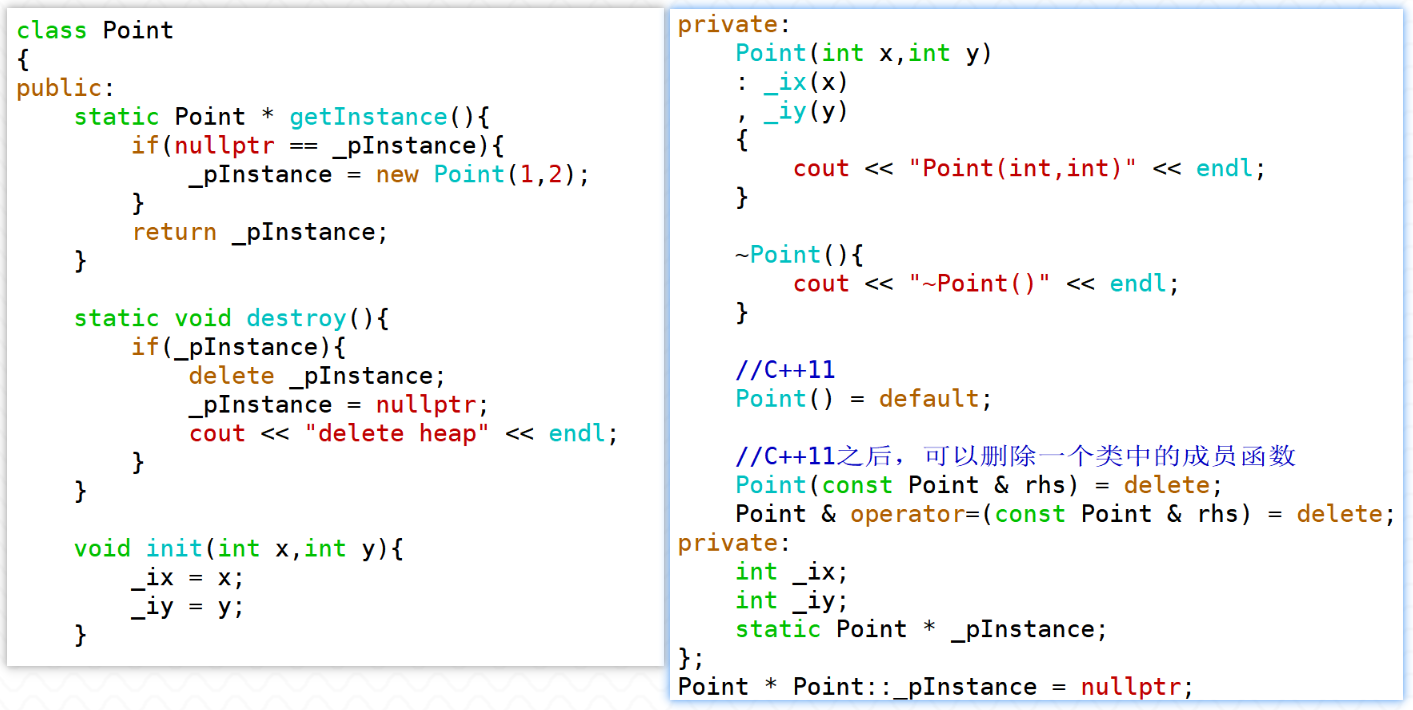 class Point
{
public:
    static Point * getInstance(){
        if(nullptr == _pInstance){
            _pInstance = new Point(1,2);
        }
        return _pInstance;
    }

    static void destroy(){
        if(_pInstance){
            delete _pInstance;
            _pInstance = nullptr;
            cout << "delete heap" << endl;
        }
    }

    void init(int x,int y){
        _ix = x;
        _iy = y;
    }
private:
    Point(int x,int y)
    : _ix(x)
    , _iy(y)
    {
        cout << "Point(int,int)" << endl;
    }

    ~Point(){
        cout << "~Point()" << endl;
    }

    //C++11
    Point() = default;

    //C++11之后，可以删除一个类中的成员函数
    Point(const Point & rhs) = delete;
    Point & operator=(const Point & rhs) = delete;
private:
    int _ix;
    int _iy;
    static Point * _pInstance;
};
Point * Point::_pInstance = nullptr;